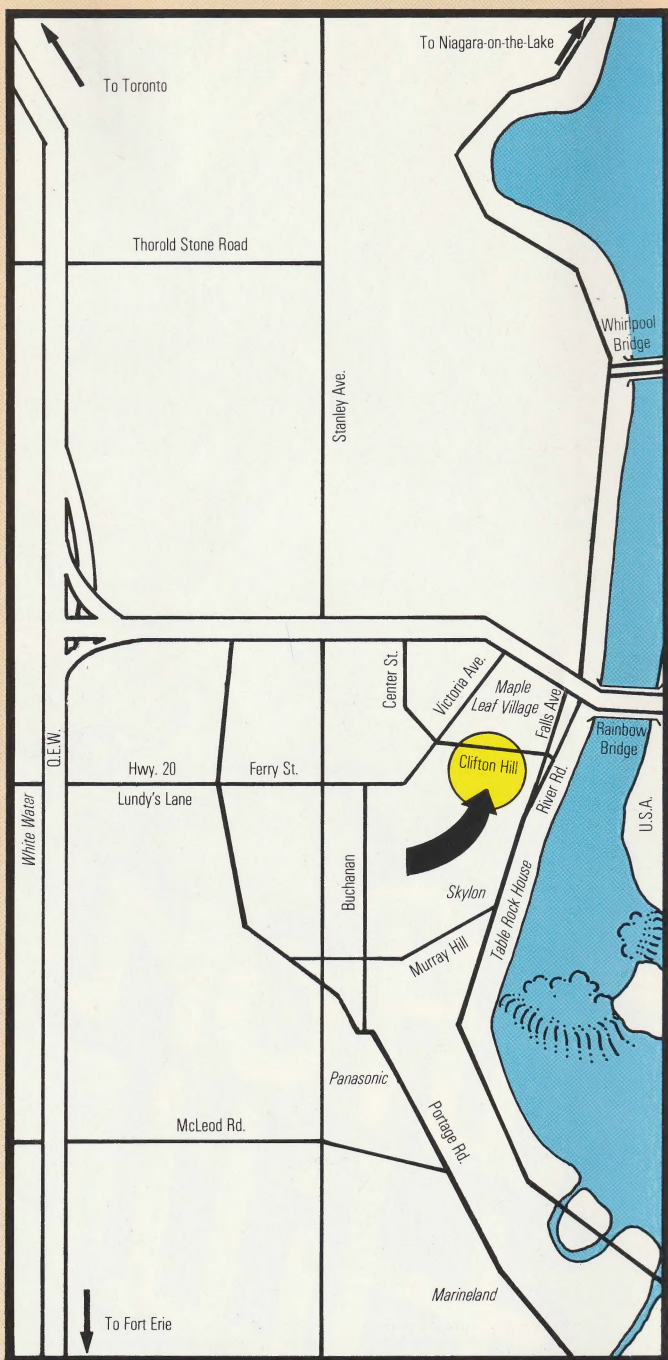 To Niagara-on-the-Lake
To Toronto
Thorold Stone Road
Whirlpool
Bridge
Stanley Ave.
Center St.
Victoria Ave.
Maple
Leaf Village
Falls Ave.
Rainbow
Bridge
Q.E.W.
Hwy. 20
Ferry St.
Clifton Hill
River Rd.
Lundy's Lane
White Water
U.S.A.
Buchanan
Skylon
Table Rock House
Murray Hill
Panasonic
McLeod Rd.
Portage Rd.
Marineland
To Fort Erie